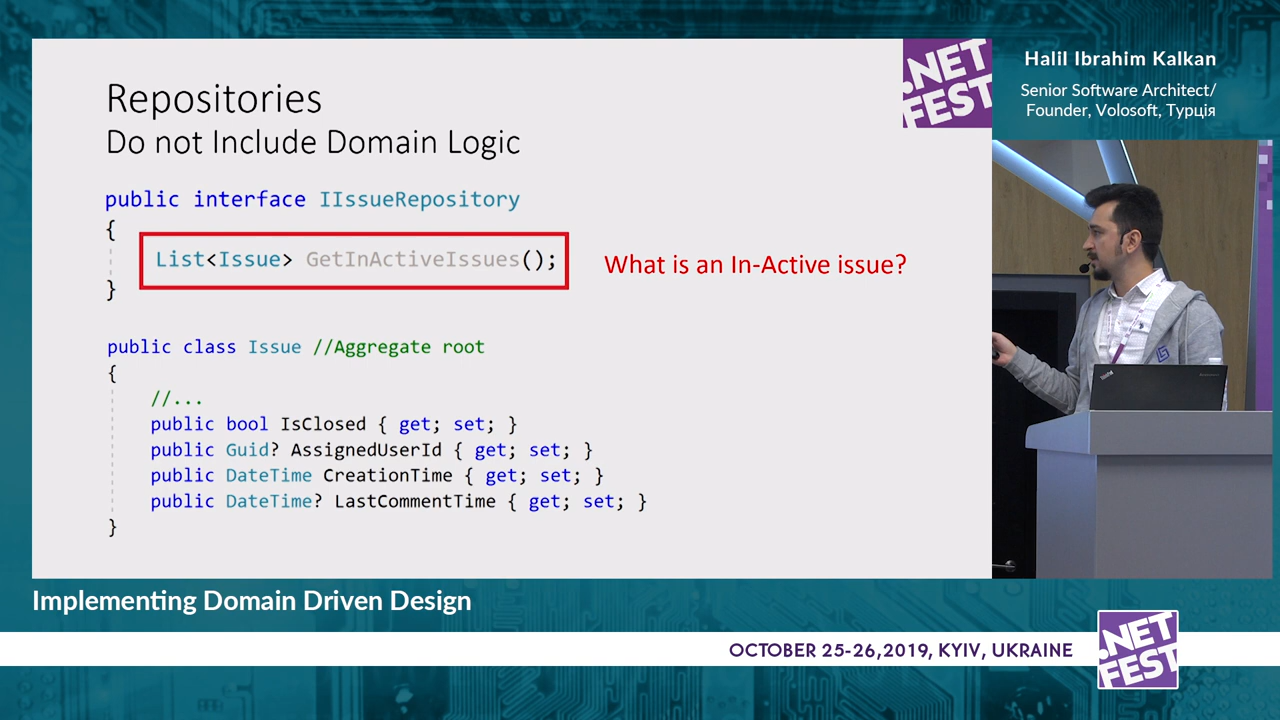 Repositories
Do not Include Domain Logic
public interface IIssueRepository
{
List<Issue> GetInActiveIssues();
}
What is an In-Active issue?
public class Issue //Aggregate root
{
//...
public bool IsClosed { get; set; }
public Guid? AssignedUserId { get; set; }
public DateTime CreationTime { get; set; }
public DateTime? LastCommentTime { get; set; }
}
.NET
FEST
Halil Ibrahim Kalkan
Senior Software Architect/
Founder, Volosoft, Турція
ThinkPad
Implementing Domain Driven Design
OCTOBER 25-26,2019, KYIV, UKRAINE
.NET
FEST